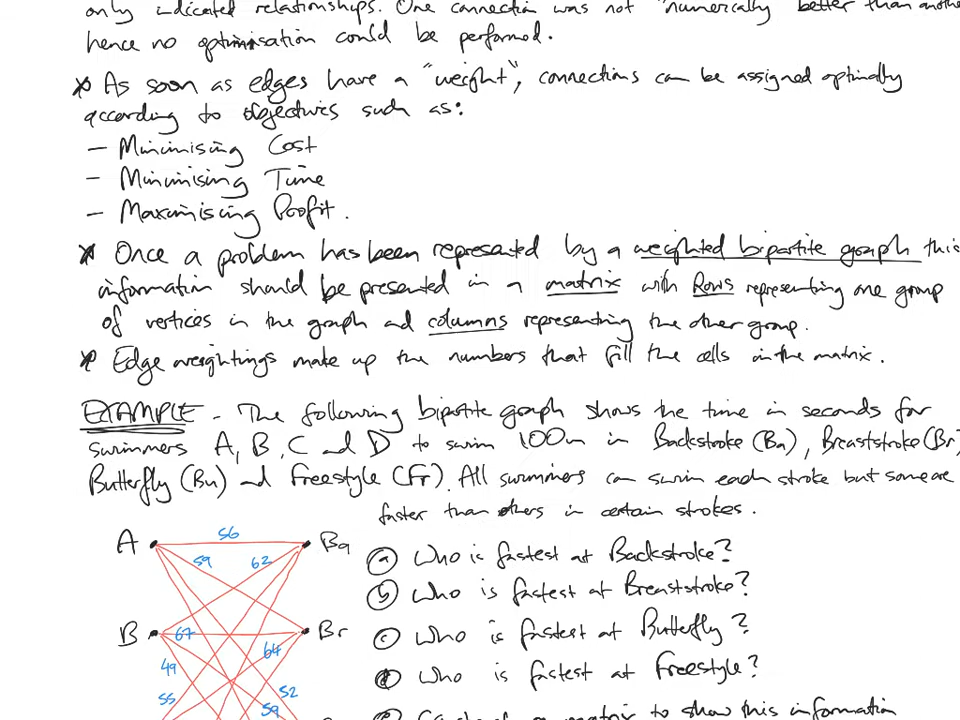 only indicated relationships. One connection was not "numerically better than another
hence no optimisation could be performed.
* As soon as edges have a "weight", connections can be assigned optimally
according to objectives such as:
- Minimising Cost
- Minimising Time
- Maximising Profit.
* Once a problem has been represented by a weighted bipartite graph this
information should be presented in a matrix with Rows representing one group
of vertices in the graph and columns representing the other group.
* Edge weightings make up the numbers that fill the cells in the matrix.
EXAMPLE - The following bipartite graph shows the time in seconds for
swimmers A, B, C and D to swim 100m in Backstroke (Ba), Breaststroke (Br)
Butterfly (Bu) and Freestyle (Fr). All swimmers can swim each stroke but some are
faster than others in certain strokes.
A 56 Ba
59 62
(a) Who is fastest at Backstroke?
(b) Who is fastest at Breaststroke?
B 67 Br
(c) Who is fastest at Butterfly?
64
49
(d) Who is fastest at Freestyle?
55 52
59
matrix to show this information